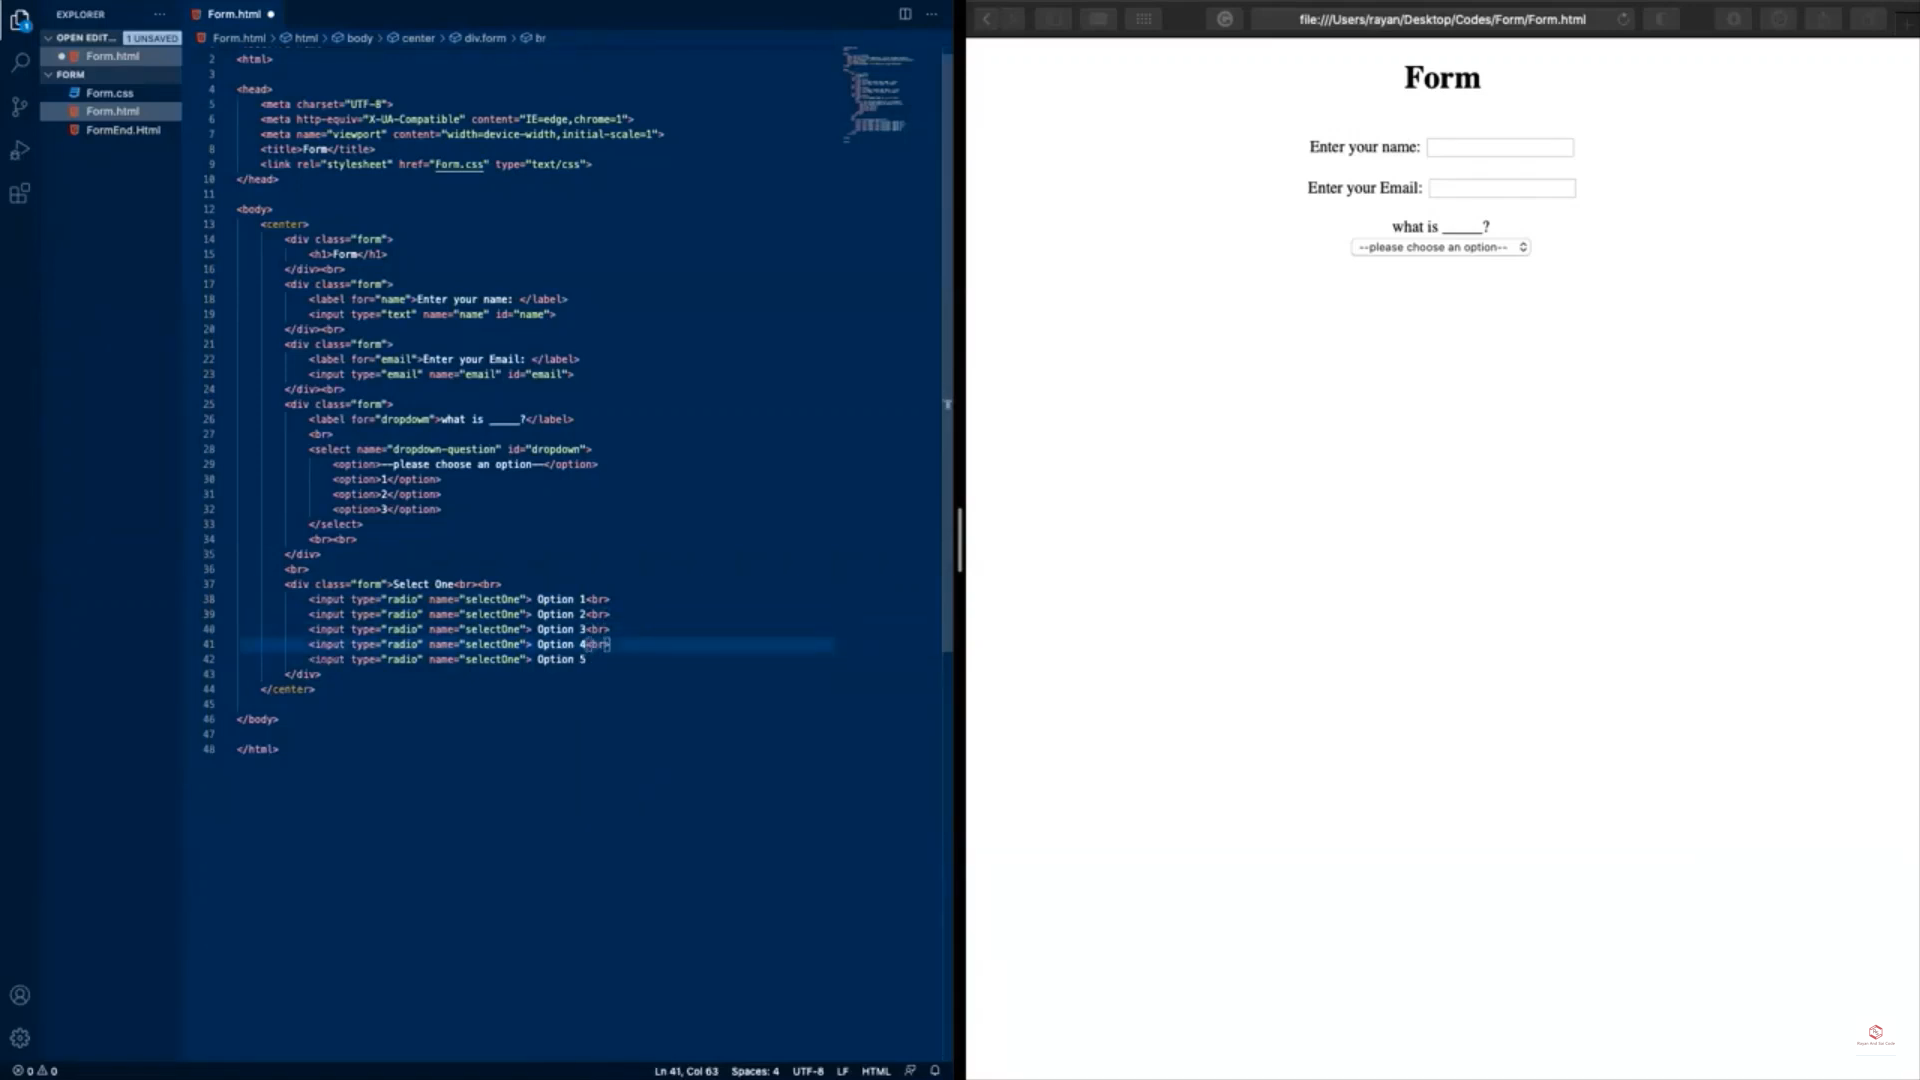 EXPLORER
OPEN EDIT... 1 UNSAVED
Form.html
FORM
Form.css
Form.html
FormEnd.Html
Form.html
Form.html > html > body > center > div.form > br
2 <html>
3
4 <head>
5 <meta charset="UTF-8">
6 <meta http-equiv="X-UA-Compatible" content="IE=edge,chrome=1">
7 <meta name="viewport" content="width=device-width,initial-scale=1">
8 <title>Form</title>
9 <link rel="stylesheet" href="Form.css" type="text/css">
10 </head>
11
12 <body>
13 <center>
14 <div class="form">
15 <h1>Form</h1>
16 </div><br>
17 <div class="form">
18 <label for="name">Enter your name: </label>
19 <input type="text" name="name" id="name">
20 </div><br>
21 <div class="form">
22 <label for="email">Enter your Email: </label>
23 <input type="email" name="email" id="email">
24 </div><br>
25 <div class="form">
26 <label for="dropdown">what is _____?</label>
27 <br>
28 <select name="dropdown-question" id="dropdown">
29 <option>--please choose an option--</option>
30 <option>1</option>
31 <option>2</option>
32 <option>3</option>
33 </select>
34 <br><br>
35 </div>
36 <br>
37 <div class="form">Select One<br><br>
38 <input type="radio" name="selectOne"> Option 1<br>
39 <input type="radio" name="selectOne"> Option 2<br>
40 <input type="radio" name="selectOne"> Option 3<br>
41 <input type="radio" name="selectOne"> Option 4<br>
42 <input type="radio" name="selectOne"> Option 5
43 </div>
44 </center>
45
46 </body>
47
48 </html>
0 0
Ln 41, Col 63 Spaces: 4 UTF-8 LF HTML
file:///Users/rayan/Desktop/Codes/Form/Form.html
Form
Enter your name:
Enter your Email:
what is _____?
--please choose an option--